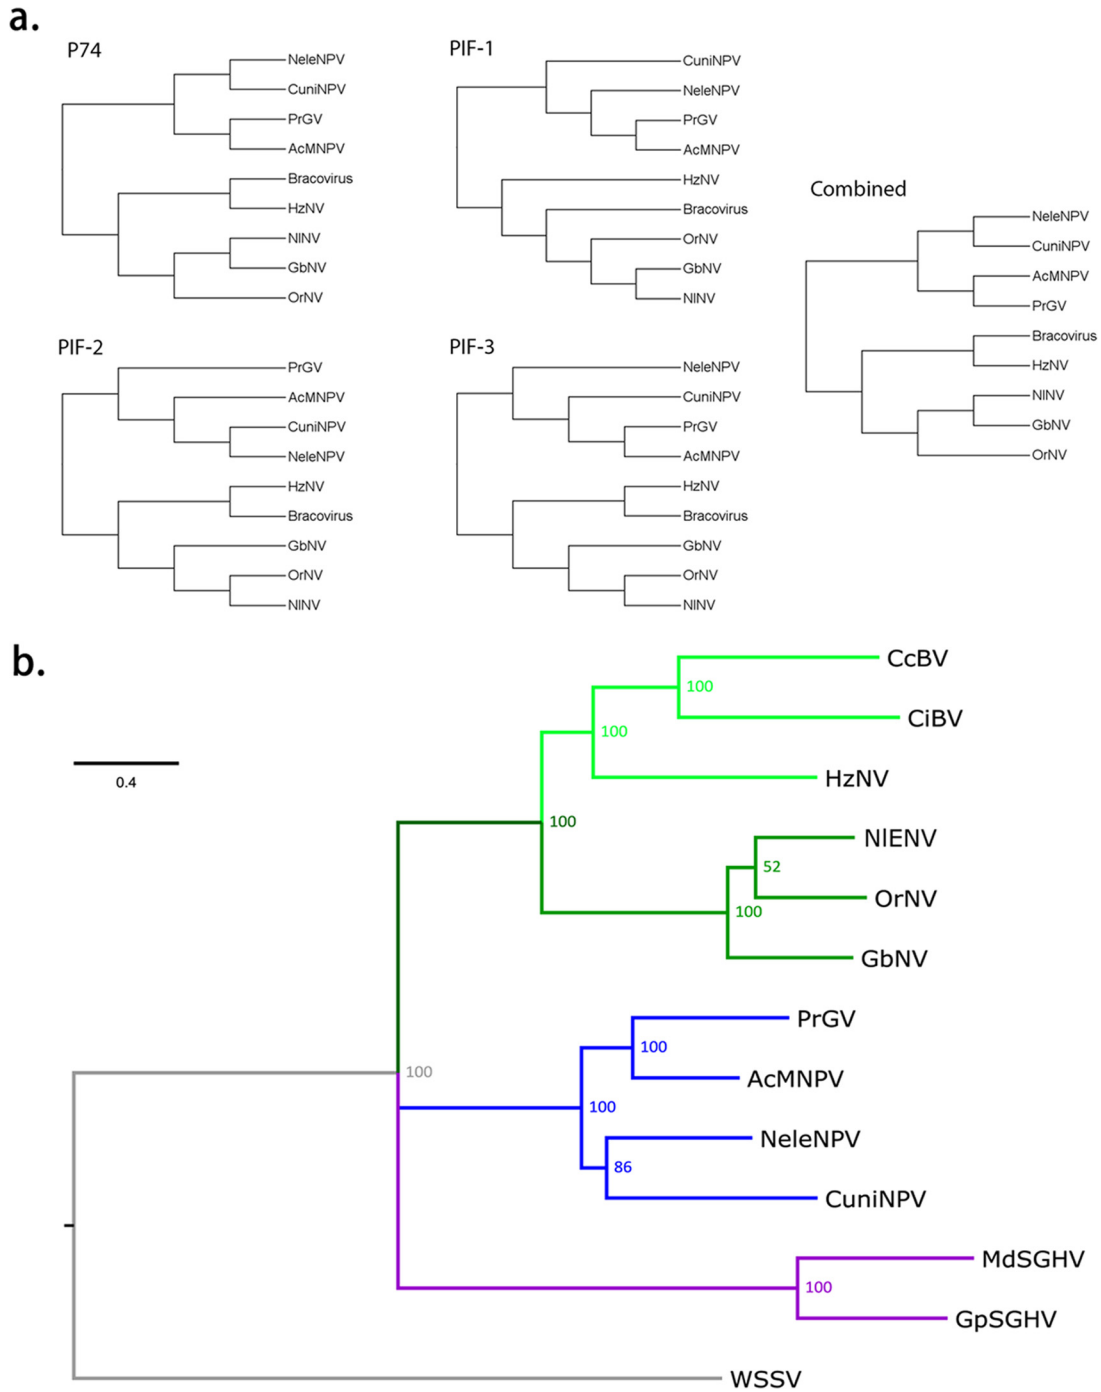 a.
P74
NeleNPV
CuniNPV
PrGV
AcMNPV
Bracovirus
HzNV
NlNV
GbNV
OrNV
PIF-1
CuniNPV
NeleNPV
PrGV
AcMNPV
HzNV
Bracovirus
OrNV
GbNV
NlNV
Combined
NeleNPV
CuniNPV
AcMNPV
PrGV
Bracovirus
HzNV
NlNV
GbNV
OrNV
PIF-2
PrGV
AcMNPV
CuniNPV
NeleNPV
HzNV
Bracovirus
GbNV
OrNV
NlNV
PIF-3
NeleNPV
CuniNPV
PrGV
AcMNPV
HzNV
Bracovirus
GbNV
OrNV
NlNV
b.
0.4
CcBV
100
CiBV
100
HzNV
100
NlENV
52
OrNV
100
GbNV
PrGV
100
AcMNPV
100
100
NeleNPV
86
CuniNPV
MdSGHV
100
GpSGHV
WSSV